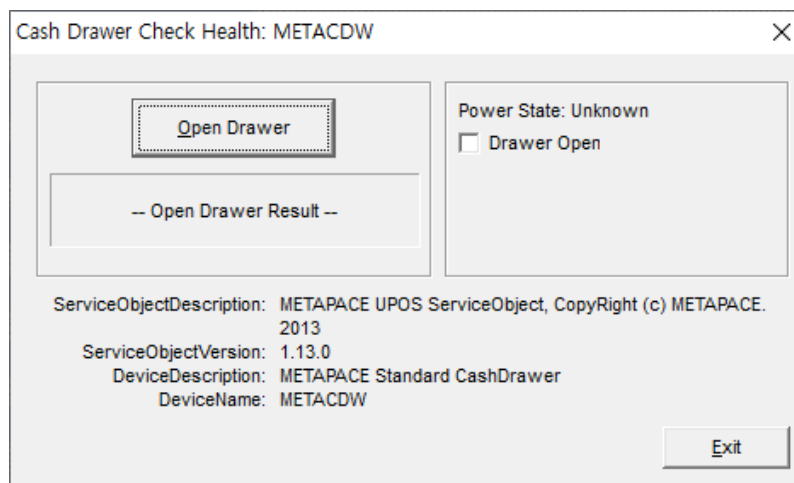 Cash Drawer Check Health: METACDW
Open Drawer
-- Open Drawer Result --
Power State: Unknown
Drawer Open
ServiceObjectDescription: METAPACE UPOS ServiceObject, CopyRight (c) METAPACE.
2013
ServiceObjectVersion: 1.13.0
DeviceDescription: METAPACE Standard CashDrawer
DeviceName: METACDW
Exit